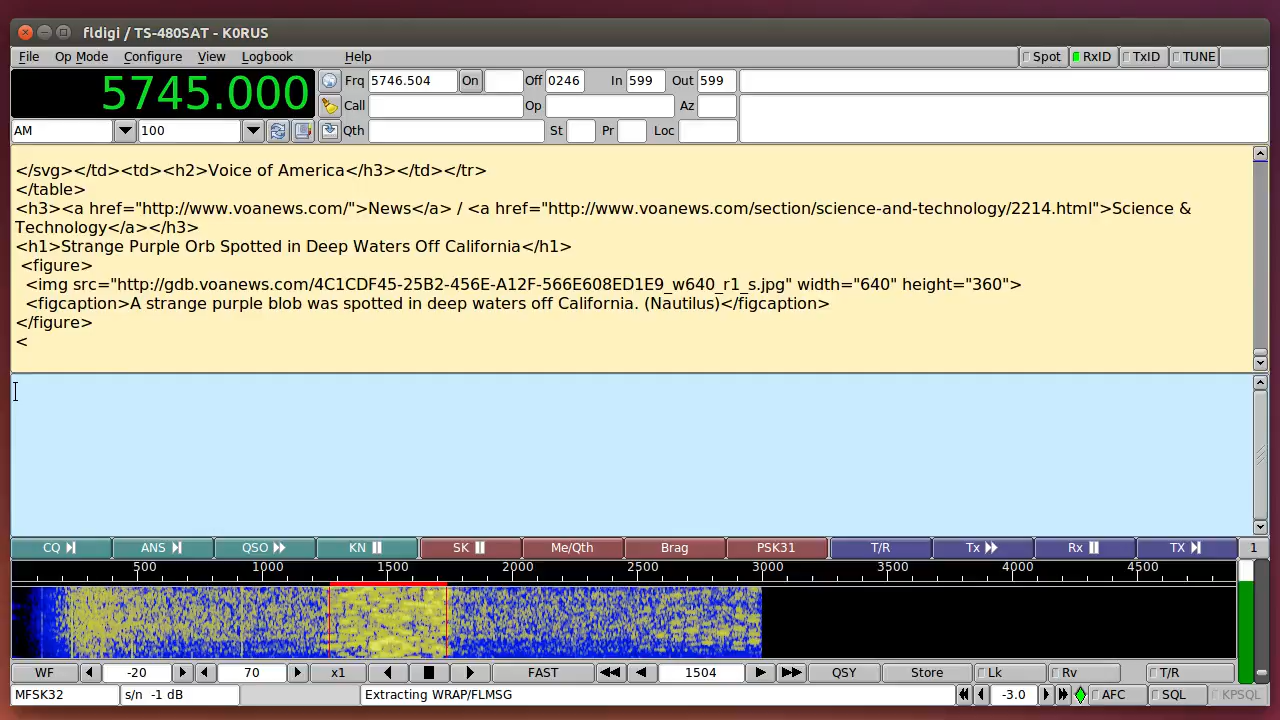 fldigi / TS-480SAT - K0RUS
File Op Mode Configure View Logbook Help Spot RxID TxID TUNE
5745.000 Frq 5746.504 On Off 0246 In 599 Out 599
Call Op Az
AM 100 Qth St Pr Loc
</svg></td><td><h2>Voice of America</h3></td></tr>
</table>
<h3><a href="http://www.voanews.com/">News</a> / <a href="http://www.voanews.com/section/science-and-technology/2214.html">Science &
Technology</a></h3>
<h1>Strange Purple Orb Spotted in Deep Waters Off California</h1>
<figure>
<img src="http://gdb.voanews.com/4C1CDF45-25B2-456E-A12F-566E608ED1E9_w640_r1_s.jpg" width="640" height="360">
<figcaption>A strange purple blob was spotted in deep waters off California. (Nautilus)</figcaption>
</figure>
<
CQ ANS QSO KN SK Me/Qth Brag PSK31 T/R Tx Rx TX 1
500 1000 1500 2000 2500 3000 3500 4000 4500
WF -20 70 x1 FAST 1504 QSY Store Lk Rv T/R
MFSK32 s/n -1 dB Extracting WRAP/FLMSG -3.0 AFC SQL KPSQL